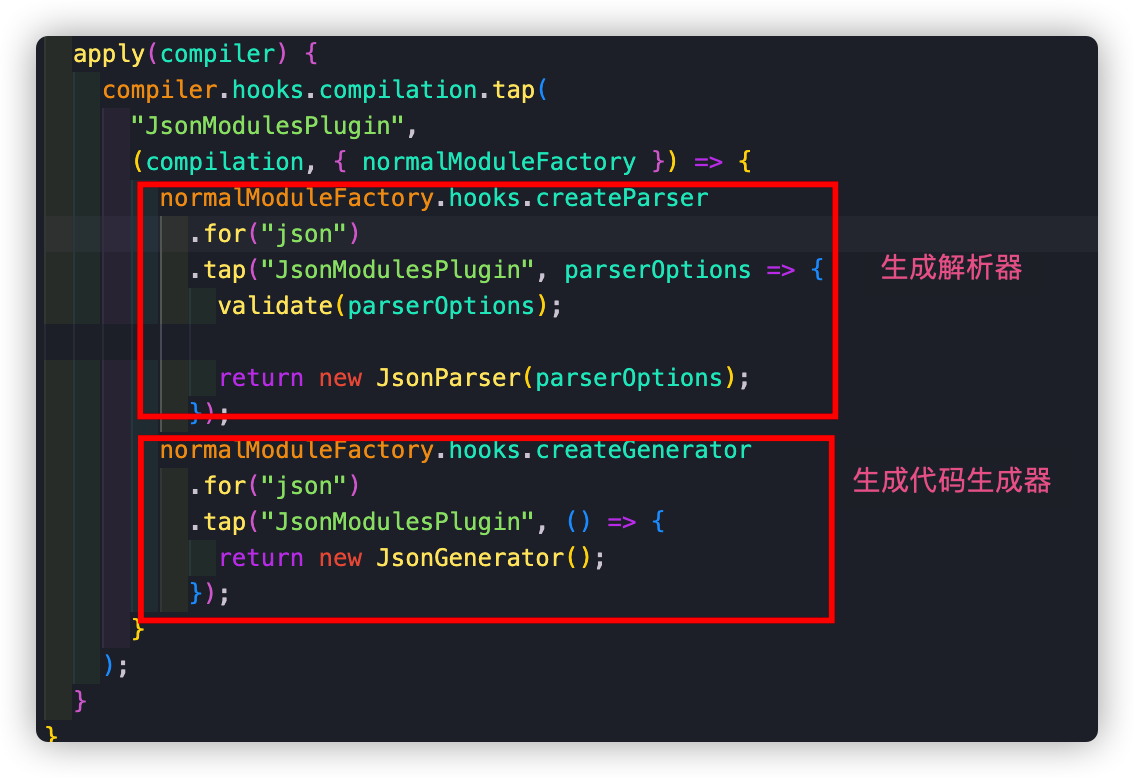 apply(compiler) {
compiler.hooks.compilation.tap(
"JsonModulesPlugin",
(compilation, { normalModuleFactory }) => {
normalModuleFactory.hooks.createParser
.for("json")
.tap("JsonModulesPlugin", parserOptions => {
生成解析器
validate(parserOptions);
return new JsonParser(parserOptions);
});
normalModuleFactory.hooks.createGenerator
.for("json")
生成代码生成器
.tap("JsonModulesPlugin", () => {
return new JsonGenerator();
});
}
);
}
}